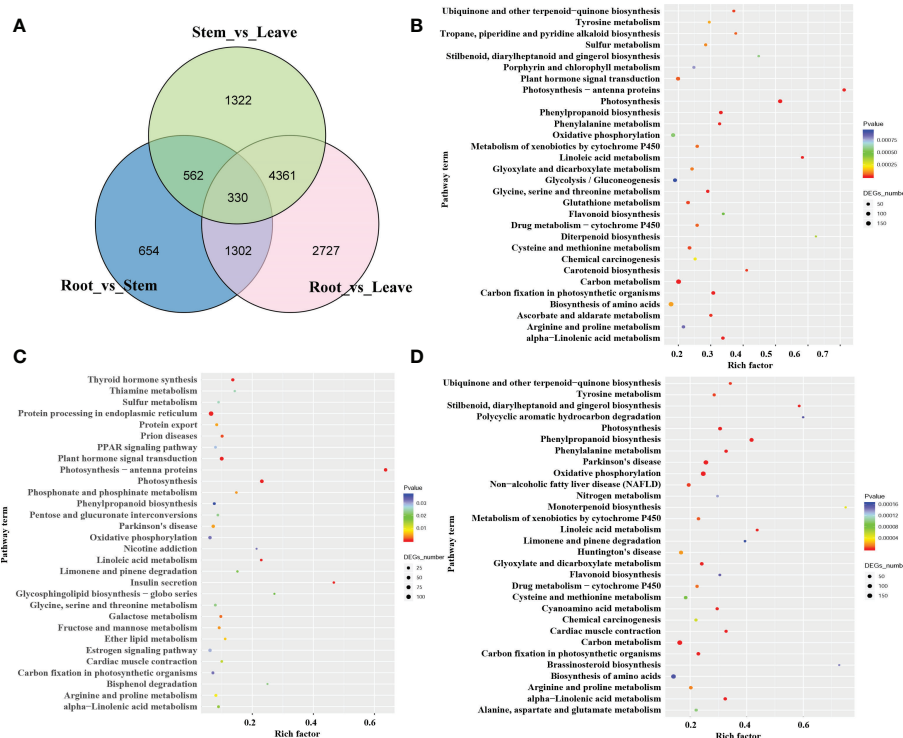 A
Stem_vs_Leave
1322
562
4361
330
654
1302
2727
Root_vs_Stem
Root_vs_Leave
B
Pathway term
Ubiquinone and other terpenoid−quinone biosynthesis
Tyrosine metabolism
Tropane, piperidine and pyridine alkaloid biosynthesis
Sulfur metabolism
Stilbenoid, diarylheptanoid and gingerol biosynthesis
Porphyrin and chlorophyll metabolism
Plant hormone signal transduction
Photosynthesis − antenna proteins
Photosynthesis
Phenylpropanoid biosynthesis
Phenylalanine metabolism
Oxidative phosphorylation
Metabolism of xenobiotics by cytochrome P450
Linoleic acid metabolism
Glyoxylate and dicarboxylate metabolism
Glycolysis / Gluconeogenesis
Glycine, serine and threonine metabolism
Glutathione metabolism
Flavonoid biosynthesis
Drug metabolism − cytochrome P450
Diterpenoid biosynthesis
Cysteine and methionine metabolism
Chemical carcinogenesis
Carotenoid biosynthesis
Carbon metabolism
Carbon fixation in photosynthetic organisms
Biosynthesis of amino acids
Ascorbate and aldarate metabolism
Arginine and proline metabolism
alpha−Linolenic acid metabolism
0.2 0.3 0.4 0.5 0.6 0.7
Rich factor
Pvalue
0.00075
0.00050
0.00025
DEGs_number
50
100
150
C
Pathway term
Thyroid hormone synthesis
Thiamine metabolism
Sulfur metabolism
Protein processing in endoplasmic reticulum
Protein export
Prion diseases
PPAR signaling pathway
Plant hormone signal transduction
Photosynthesis − antenna proteins
Photosynthesis
Phosphonate and phosphinate metabolism
Phenylpropanoid biosynthesis
Pentose and glucuronate interconversions
Parkinson's disease
Oxidative phosphorylation
Nicotine addiction
Linoleic acid metabolism
Limonene and pinene degradation
Insulin secretion
Glycosphingolipid biosynthesis − globo series
Glycine, serine and threonine metabolism
Galactose metabolism
Fructose and mannose metabolism
Ether lipid metabolism
Estrogen signaling pathway
Cardiac muscle contraction
Carbon fixation in photosynthetic organisms
Bisphenol degradation
Arginine and proline metabolism
alpha−Linolenic acid metabolism
0.2 0.4 0.6
Rich factor
Pvalue
0.03
0.02
0.01
DEGs_number
25
50
75
100
D
Pathway term
Ubiquinone and other terpenoid−quinone biosynthesis
Tyrosine metabolism
Stilbenoid, diarylheptanoid and gingerol biosynthesis
Polycyclic aromatic hydrocarbon degradation
Photosynthesis
Phenylpropanoid biosynthesis
Phenylalanine metabolism
Parkinson's disease
Oxidative phosphorylation
Non−alcoholic fatty liver disease (NAFLD)
Nitrogen metabolism
Monoterpenoid biosynthesis
Metabolism of xenobiotics by cytochrome P450
Linoleic acid metabolism
Limonene and pinene degradation
Huntington's disease
Glyoxylate and dicarboxylate metabolism
Flavonoid biosynthesis
Drug metabolism − cytochrome P450
Cysteine and methionine metabolism
Cyanoamino acid metabolism
Chemical carcinogenesis
Cardiac muscle contraction
Carbon metabolism
Carbon fixation in photosynthetic organisms
Brassinosteroid biosynthesis
Biosynthesis of amino acids
Arginine and proline metabolism
alpha−Linolenic acid metabolism
Alanine, aspartate and glutamate metabolism
0.2 0.4 0.6
Rich factor
Pvalue
0.00016
0.00012
0.00008
0.00004
DEGs_number
50
100
150